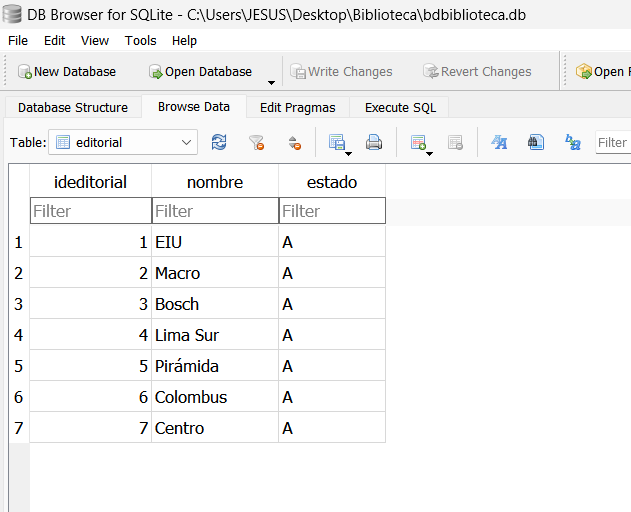 DB Browser for SQLite - C:\Users\JESUS\Desktop\Biblioteca\bdbiblioteca.db
File Edit View Tools Help
New Database Open Database Write Changes Revert Changes Open
Database Structure Browse Data Edit Pragmas Execute SQL
Table: editorial Filter
ideditorial nombre estado
Filter Filter Filter
1 1 EIU A
2 2 Macro A
3 3 Bosch A
4 4 Lima Sur A
5 5 Pirámida A
6 6 Colombus A
7 7 Centro A